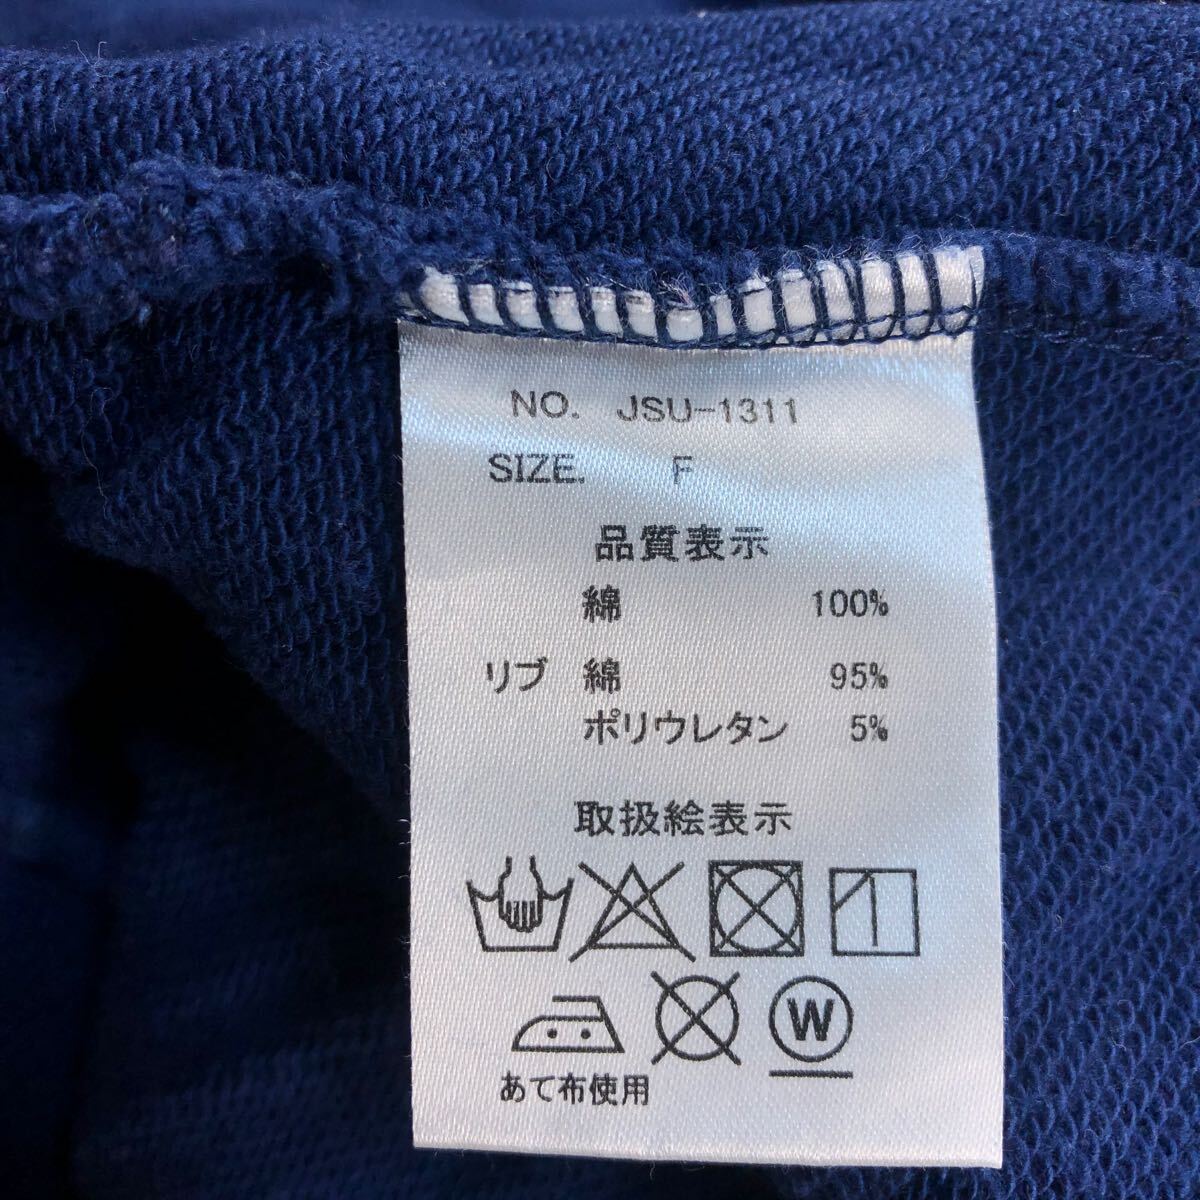 NO. JSU-1311
SIZE. F
品質表示
綿 100%
リブ 綿 95%
ポリウレタン 5%
取扱絵表示
W
あて布使用